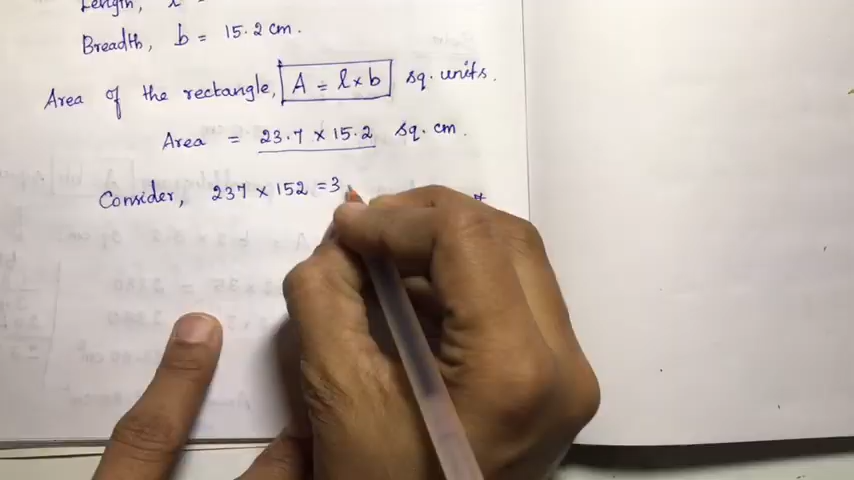 Length, l =
Breadth, b = 15.2 cm.
Area of the rectangle, A = l × b sq. units.
Area = 23.7 × 15.2 sq. cm.
Consider, 237 × 152 = 3